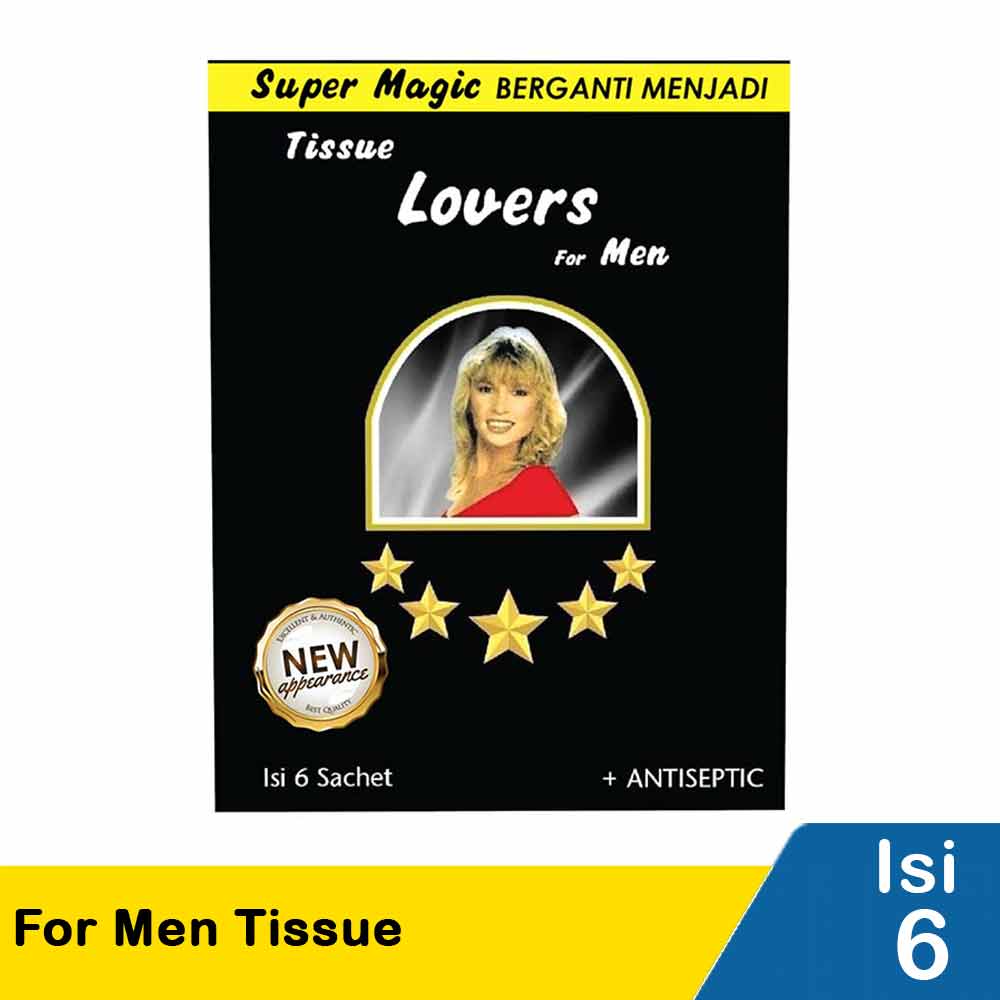 Super Magic BERGANTI MENJADI
Tissue
Lovers
For Men
EXCELLENT & AUTHENTIC
NEW
appearance
BEST QUALITY
Isi 6 Sachet
+ ANTISEPTIC
For Men Tissue
Isi
6